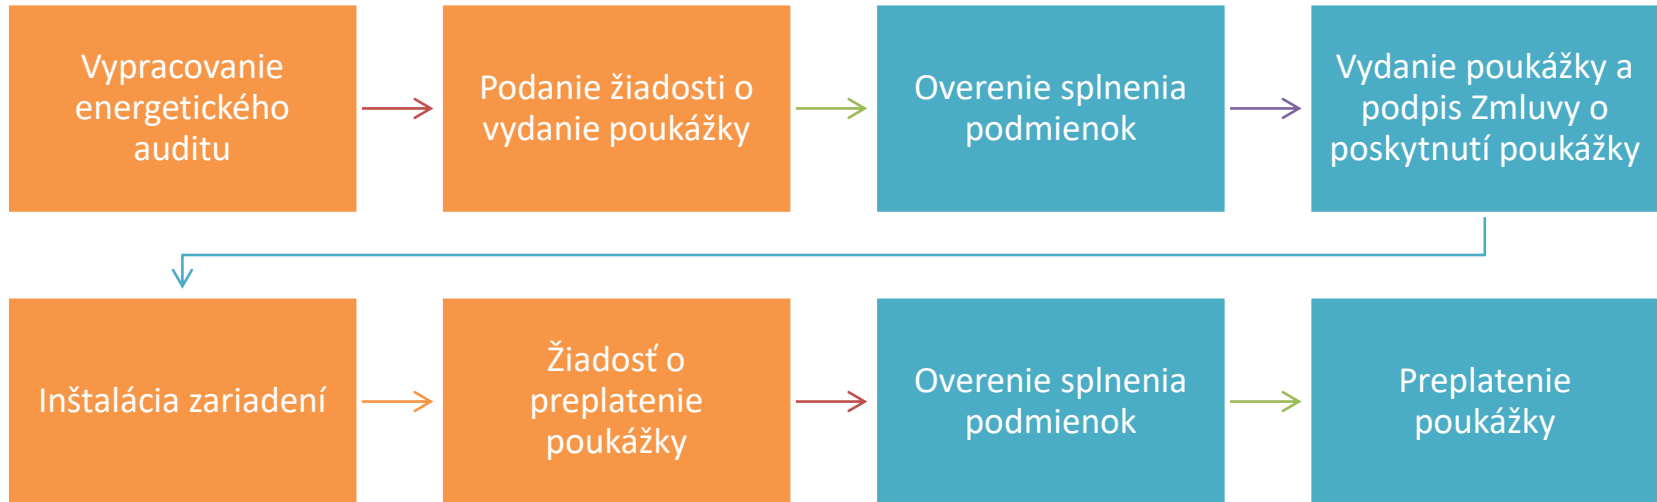 Vypracovanie
energetického
auditu
Podanie žiadosti o
vydanie poukážky
Overenie splnenia
podmienok
Vydanie poukážky a
podpis Zmluvy o
poskytnutí poukážky
Inštalácia zariadení
Žiadosť o
preplatenie
poukážky
Overenie splnenia
podmienok
Preplatenie
poukážky